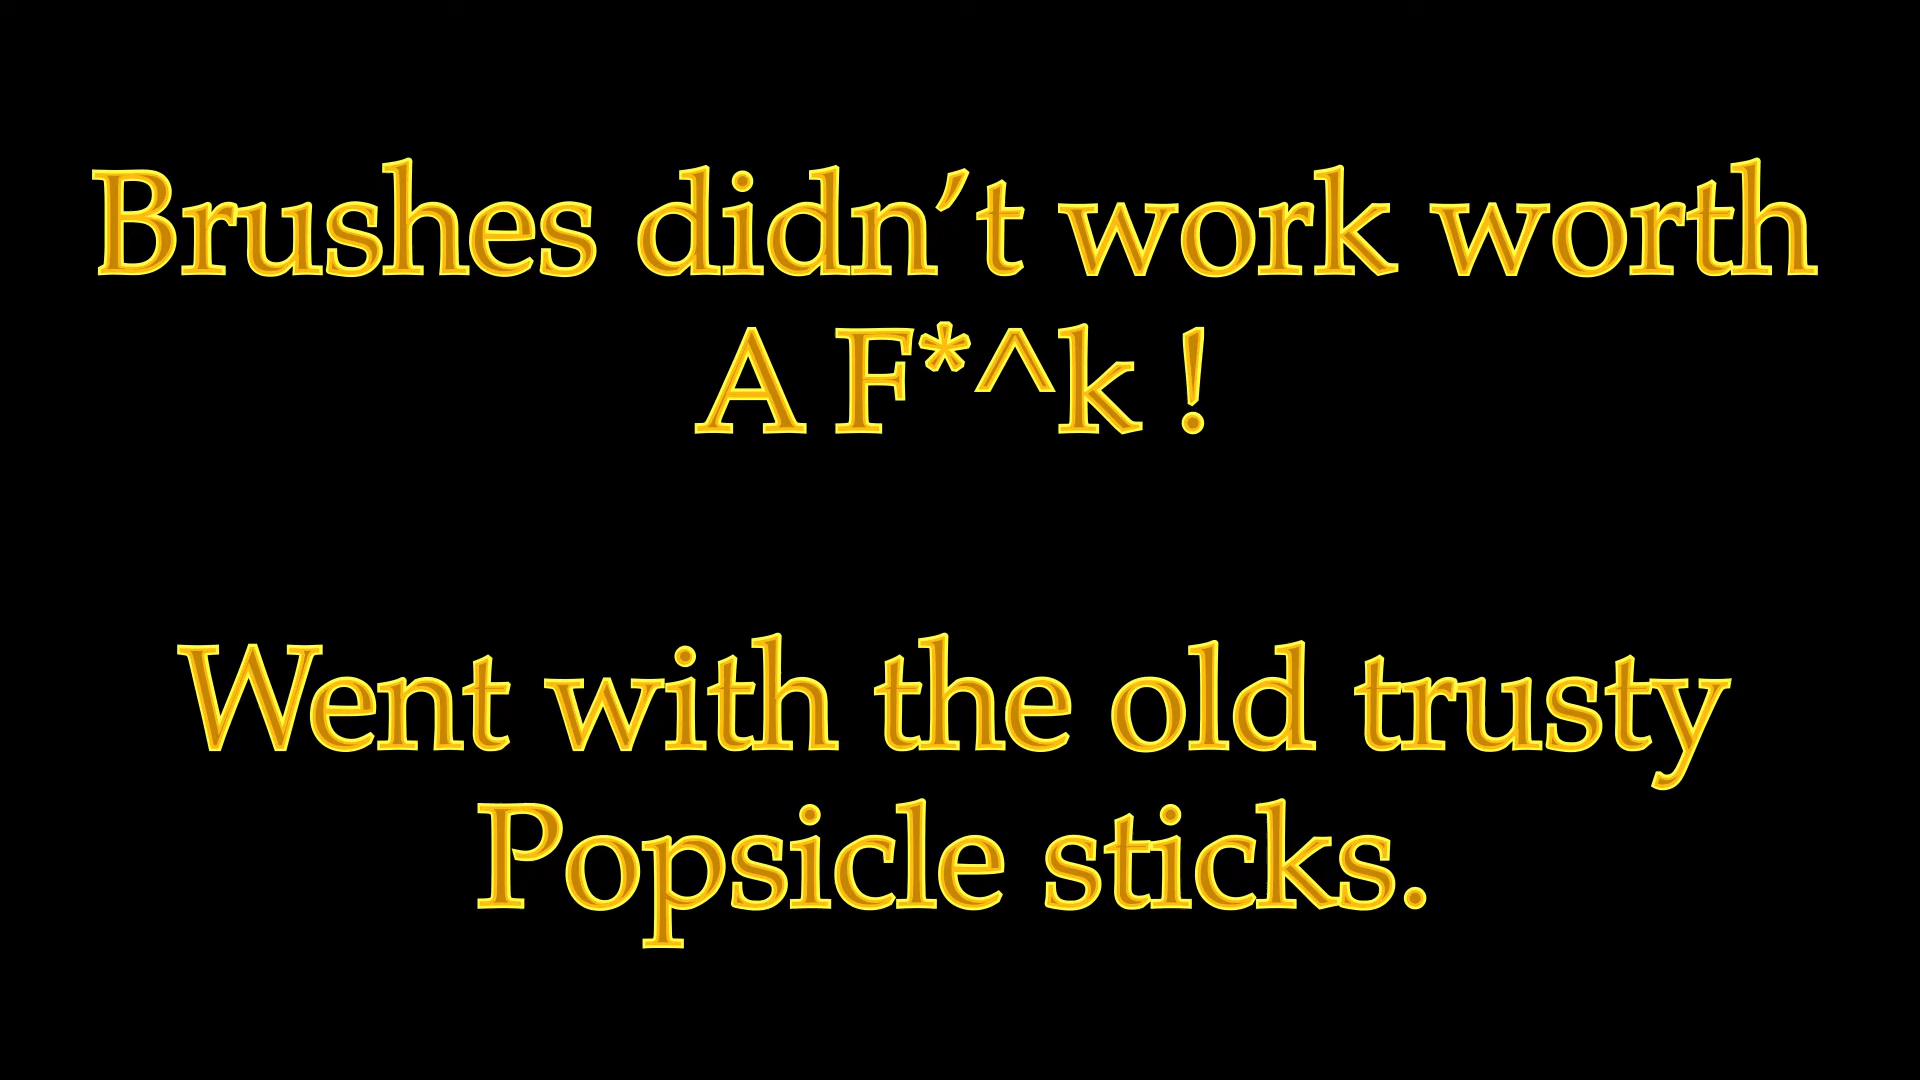 Brushes didn’t work worth
A F*^k !
Went with the old trusty
Popsicle sticks.